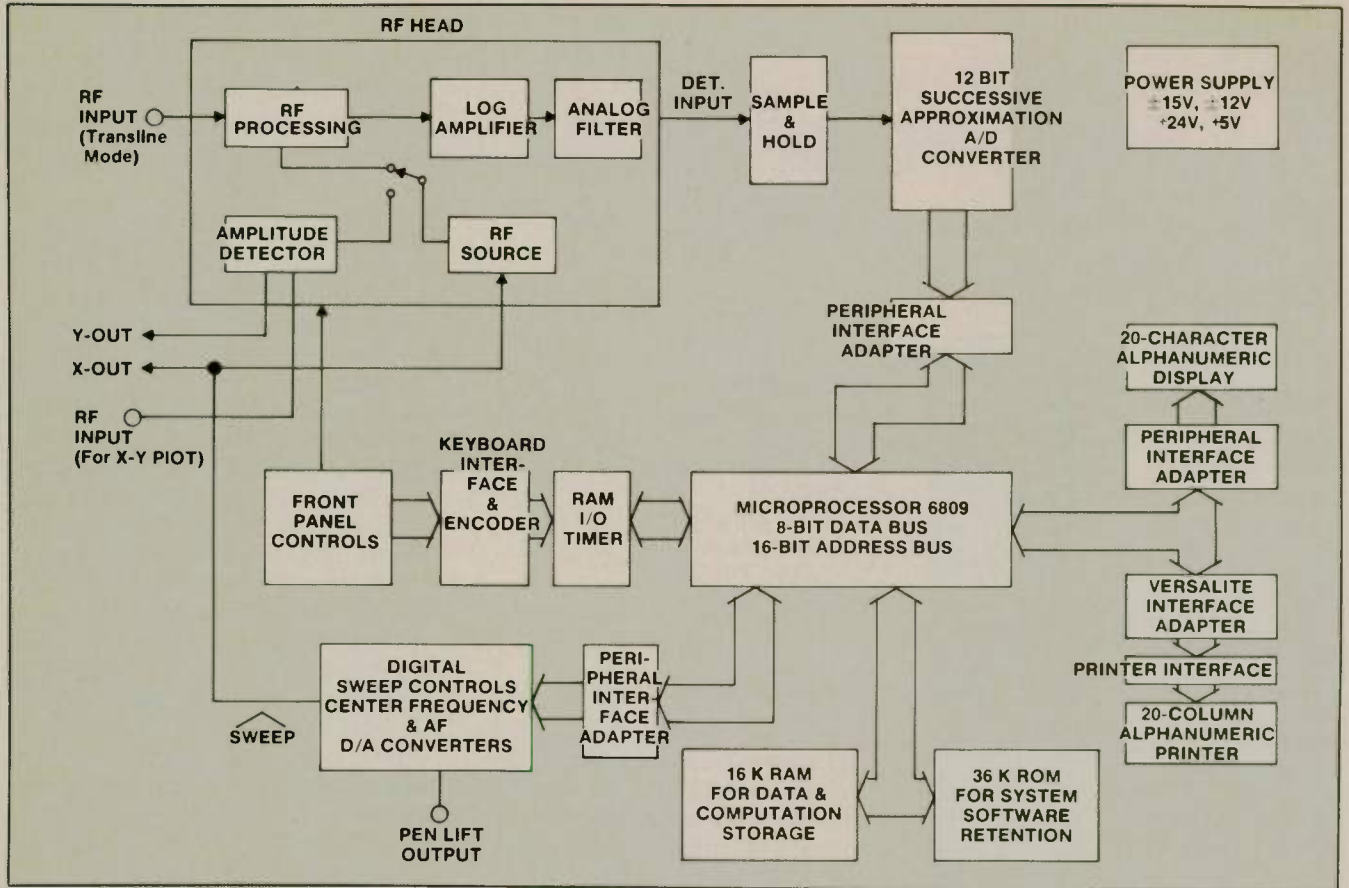 RF HEAD
RF
INPUT
(Transline
Mode)
RF
PROCESSING
LOG
AMPLIFIER
ANALOG
FILTER
DET.
INPUT
SAMPLE
&
HOLD
12 BIT
SUCCESSIVE
APPROXIMATION
A/D
CONVERTER
POWER SUPPLY
±15V, ±12V
+24V, +5V
AMPLITUDE
DETECTOR
RF
SOURCE
Y-OUT
X-OUT
RF
INPUT
(For X-Y PIOT)
PERIPHERAL
INTERFACE
ADAPTER
20-CHARACTER
ALPHANUMERIC
DISPLAY
PERIPHERAL
INTERFACE
ADAPTER
FRONT
PANEL
CONTROLS
KEYBOARD
INTER-
FACE
&
ENCODER
RAM
I/O
TIMER
MICROPROCESSOR 6809
8-BIT DATA BUS
16-BIT ADDRESS BUS
VERSALITE
INTERFACE
ADAPTER
PRINTER INTERFACE
20-COLUMN
ALPHANUMERIC
PRINTER
SWEEP
DIGITAL
SWEEP CONTROLS
CENTER FREQUENCY
& AF
D/A CONVERTERS
PERI-
PHERAL
INTER
FACE
ADAPTER
PEN LIFT
OUTPUT
16 K RAM
FOR DATA &
COMPUTATION
STORAGE
36 K ROM
FOR SYSTEM
SOFTWARE
RETENTION